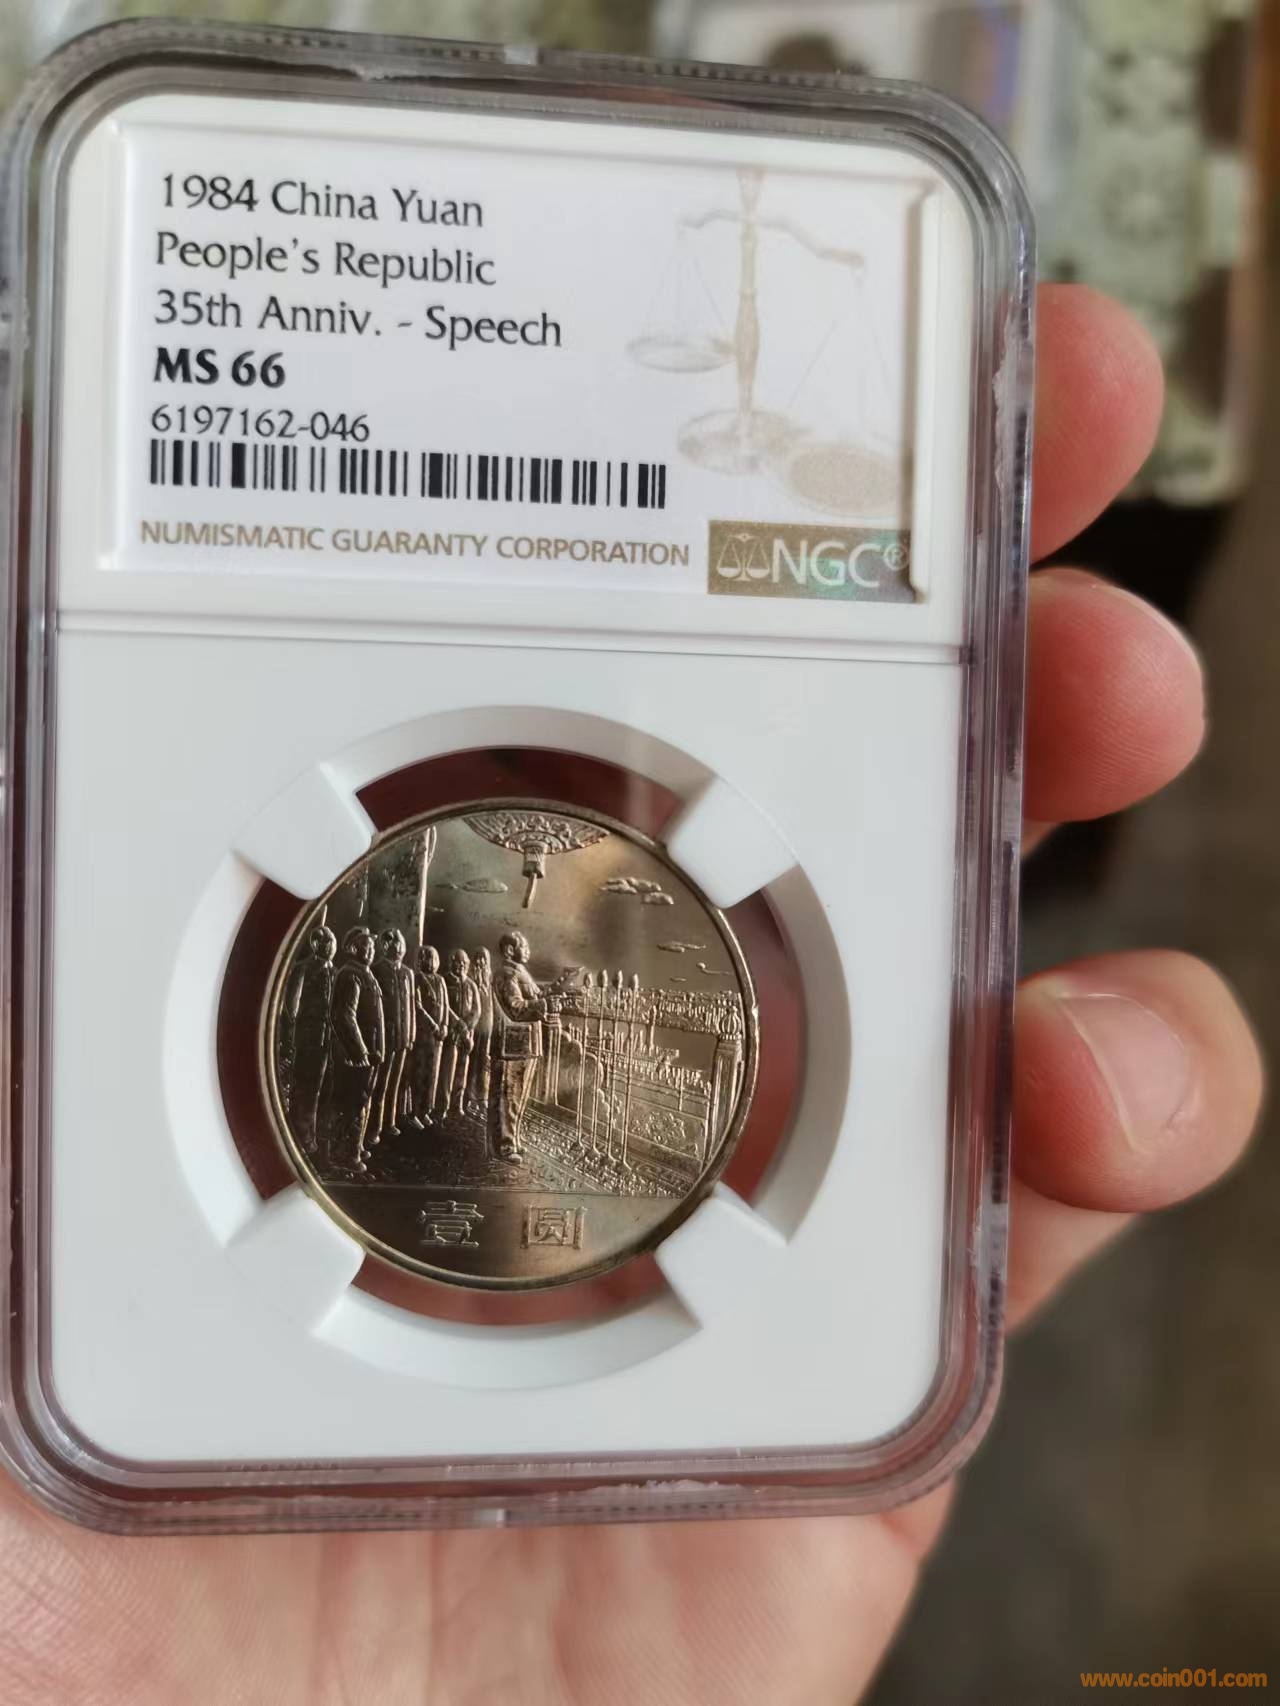 1984 China Yuan
People's Republic
35th Anniv. - Speech
MS 66
6197162-046
NUMISMATIC GUARANTY CORPORATION
NGC®
壹圆
www.coin001.com